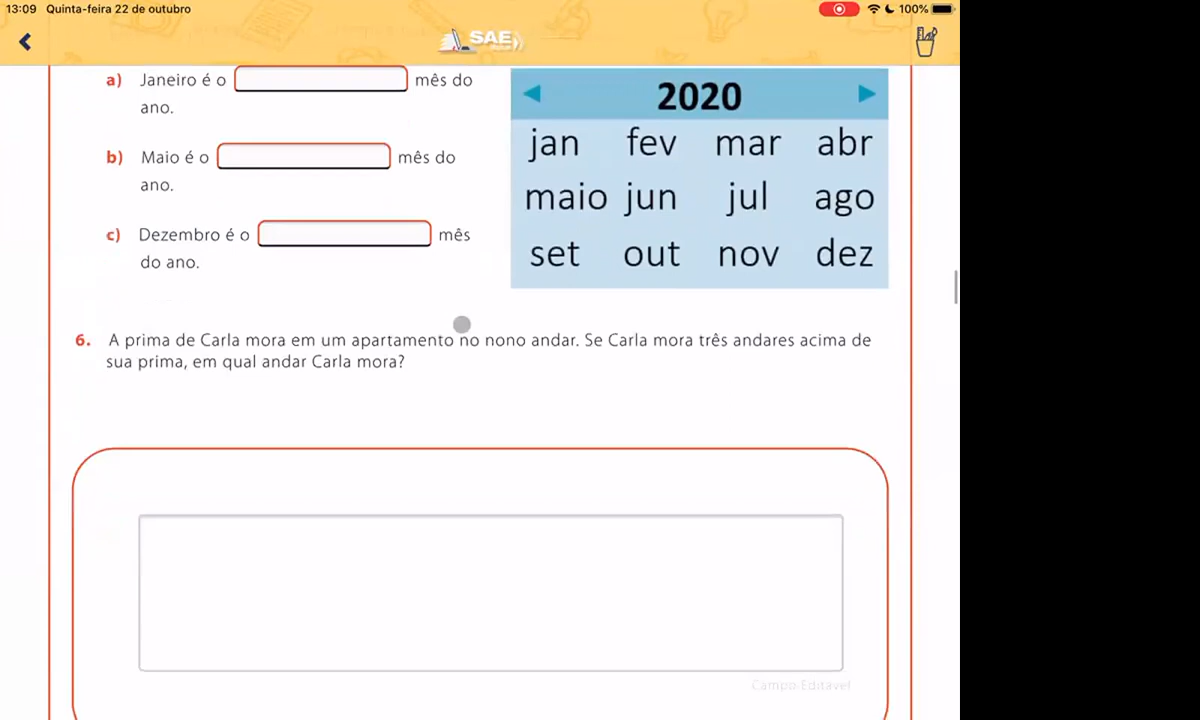 13:09 Quinta-feira 22 de outubro
100%
SAE
a) Janeiro é o mês do
ano.
b) Maio é o mês do
ano.
c) Dezembro é o mês
do ano.
2020
jan fev mar abr
maio jun jul ago
set out nov dez
6. A prima de Carla mora em um apartamento no nono andar. Se Carla mora três andares acima de
sua prima, em qual andar Carla mora?
Campo Editável